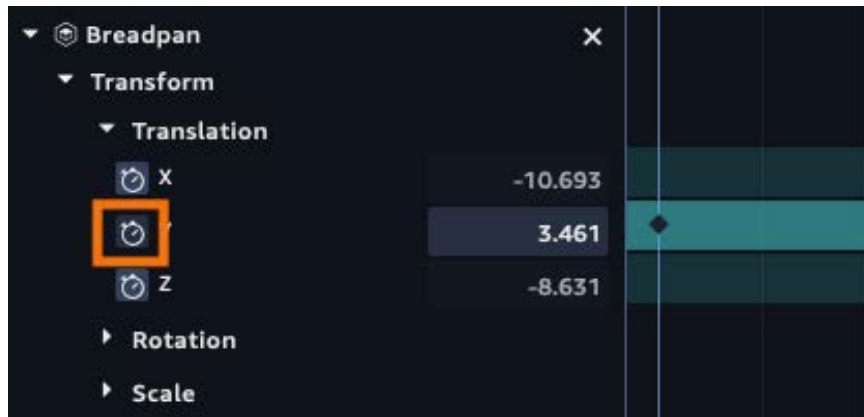 Breadpan
Transform
Translation
X -10.693
3.461
Z -8.631
Rotation
Scale